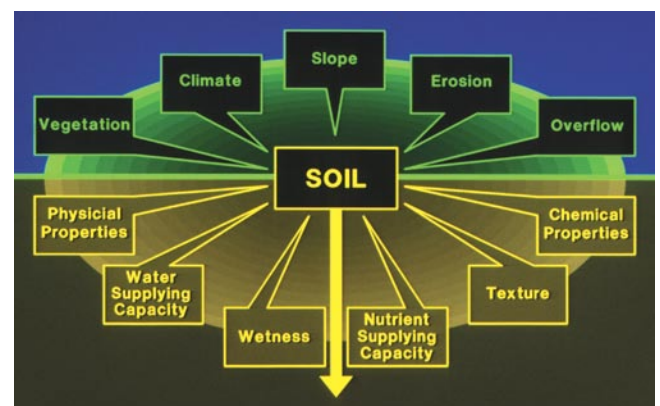 Slope
Climate
Erosion
Vegetation
Overflow
SOIL
Physicial
Properties
Chemical
Properties
Water
Supplying
Capacity
Texture
Wetness
Nutrient
Supplying
Capacity